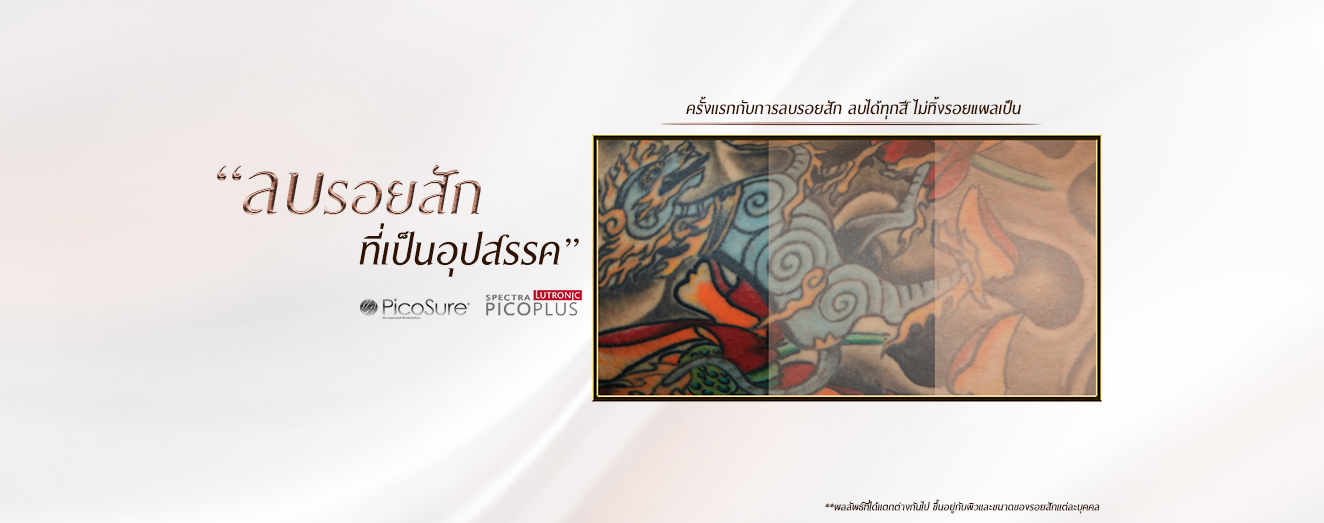 ครั้งแรกกับการลบรอยสัก ลบได้ทุกสี ไม่ทิ้งรอยแผลเป็น
“ลบรอยสัก
ที่เป็นอุปสรรค”
PicoSure®
SPECTRA LUTRONIC
PICOPLUS
**ผลลัพธ์ที่ได้แตกต่างกันไป ขึ้นอยู่กับผิวและขนาดของรอยสักแต่ละบุคคล